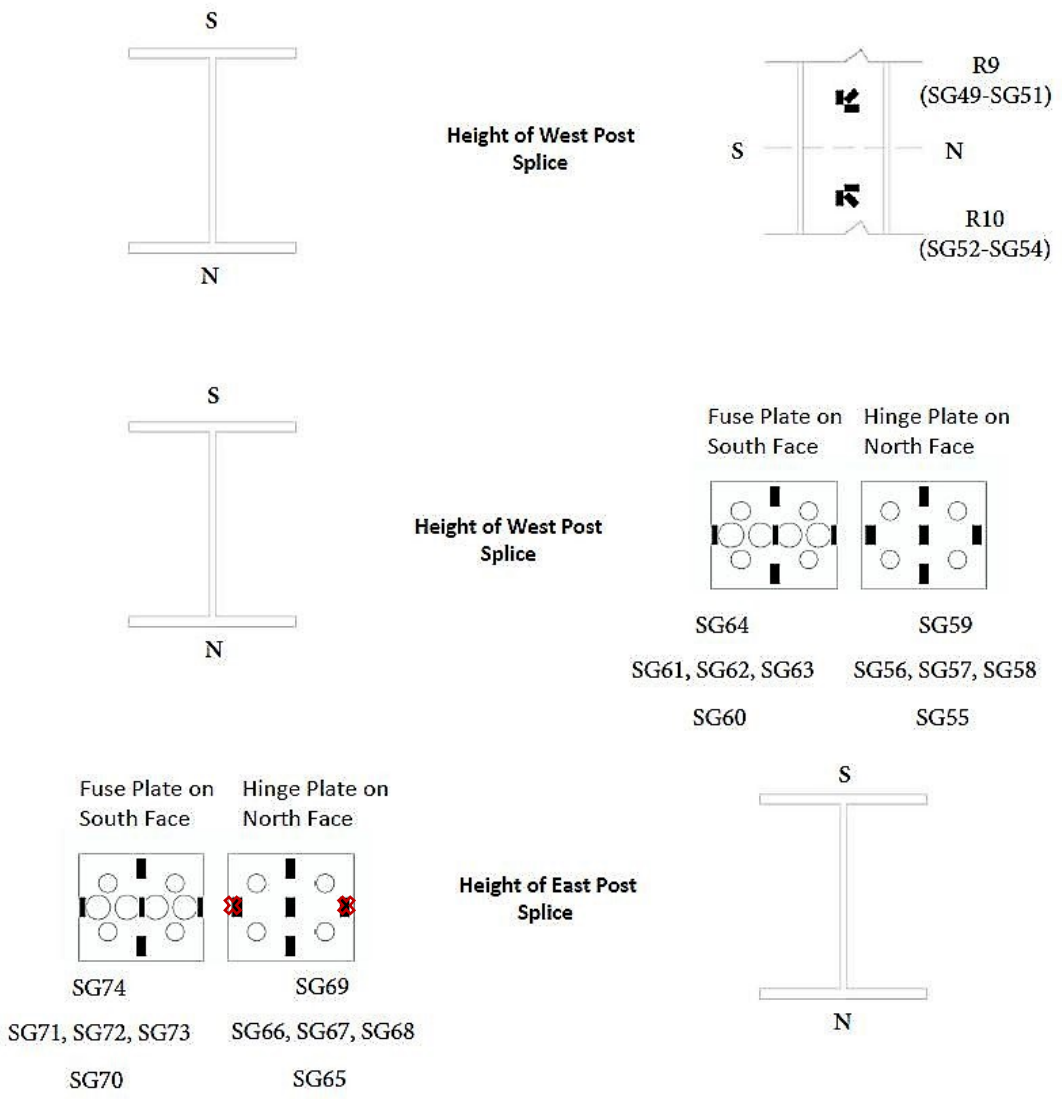 S
Height of West Post
Splice
N
R9
(SG49-SG51)
S
N
R10
(SG52-SG54)
S
Height of West Post
Splice
N
Fuse Plate on
South Face
Hinge Plate on
North Face
SG64
SG59
SG61, SG62, SG63
SG56, SG57, SG58
SG60
SG55
Fuse Plate on
South Face
Hinge Plate on
North Face
SG74
SG69
SG71, SG72, SG73
SG66, SG67, SG68
SG70
SG65
Height of East Post
Splice
S
N